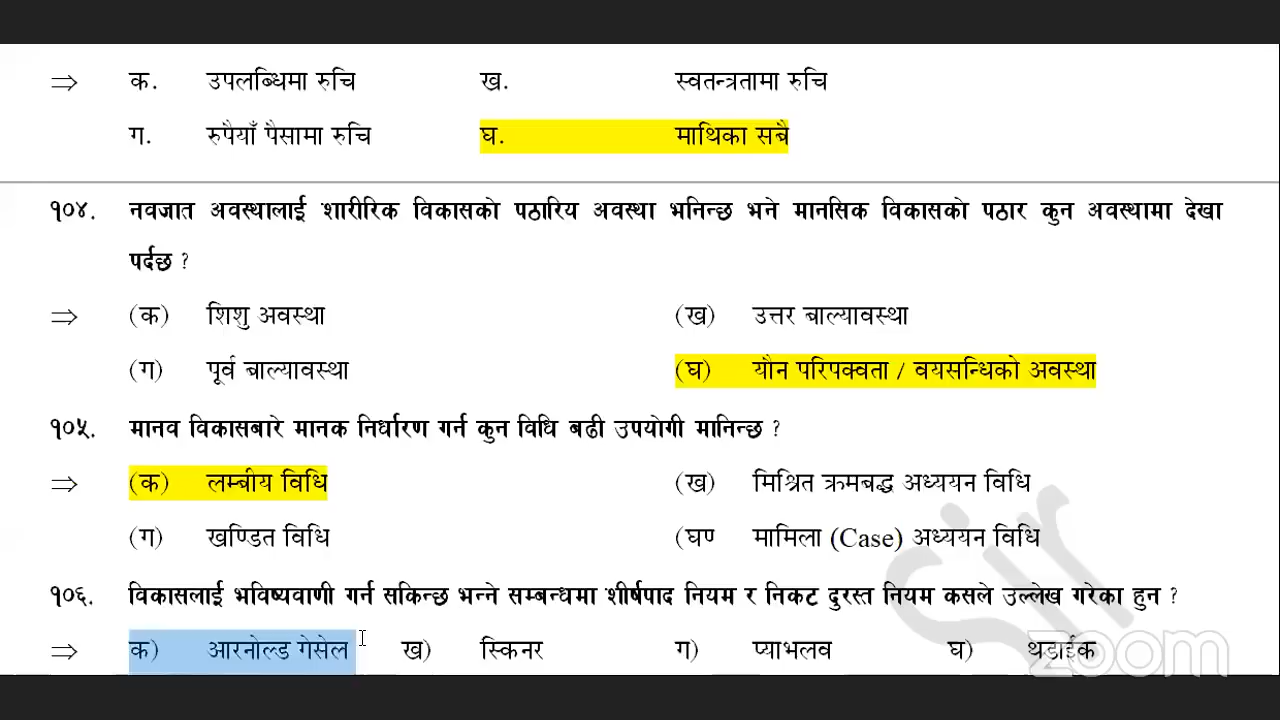 ⇒ क. उपलब्धिमा रुचि ख. स्वतन्त्रतामा रुचि
ग. रुपैयाँ पैसामा रुचि घ. माथिका सबै
१०४. नवजात अवस्थालाई शारीरिक विकासको पठारिय अवस्था भनिन्छ भने मानसिक विकासको पठार कुन अवस्थामा देखा
पर्दछ ?
⇒ (क) शिशु अवस्था (ख) उत्तर बाल्यावस्था
(ग) पूर्व बाल्यावस्था (घ) यौन परिपक्वता / वयसन्धिको अवस्था
१०५. मानव विकासबारे मानक निर्धारण गर्न कुन विधि बढी उपयोगी मानिन्छ ?
⇒ (क) लम्बीय विधि (ख) मिश्रित क्रमबद्ध अध्ययन विधि
(ग) खण्डित विधि (घण मामिला (Case) अध्ययन विधि
१०६. विकासलाई भविष्यवाणी गर्न सकिन्छ भन्ने सम्बन्धमा शीर्षपाद नियम र निकट दुरस्त नियम कसले उल्लेख गरेका हुन ?
⇒ क) आरनोल्ड गेसेल ख) स्किनर ग) प्याभलव घ) थडाईक
Sir
zoom